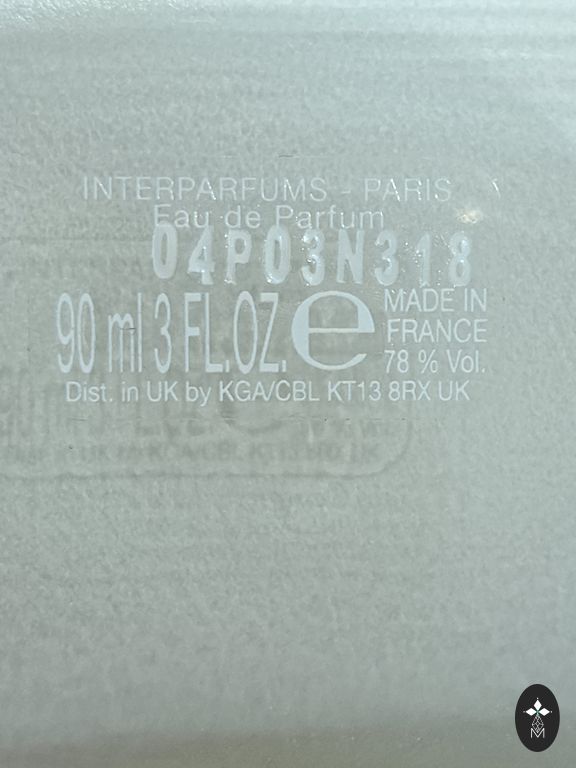 INTERPARFUMS - PARIS
Eau de Parfum
04P03N318
90 ml 3 FL.OZ. e
MADE IN
FRANCE
78 % Vol.
Dist. in UK by KGA/CBL KT13 8RX UK
M